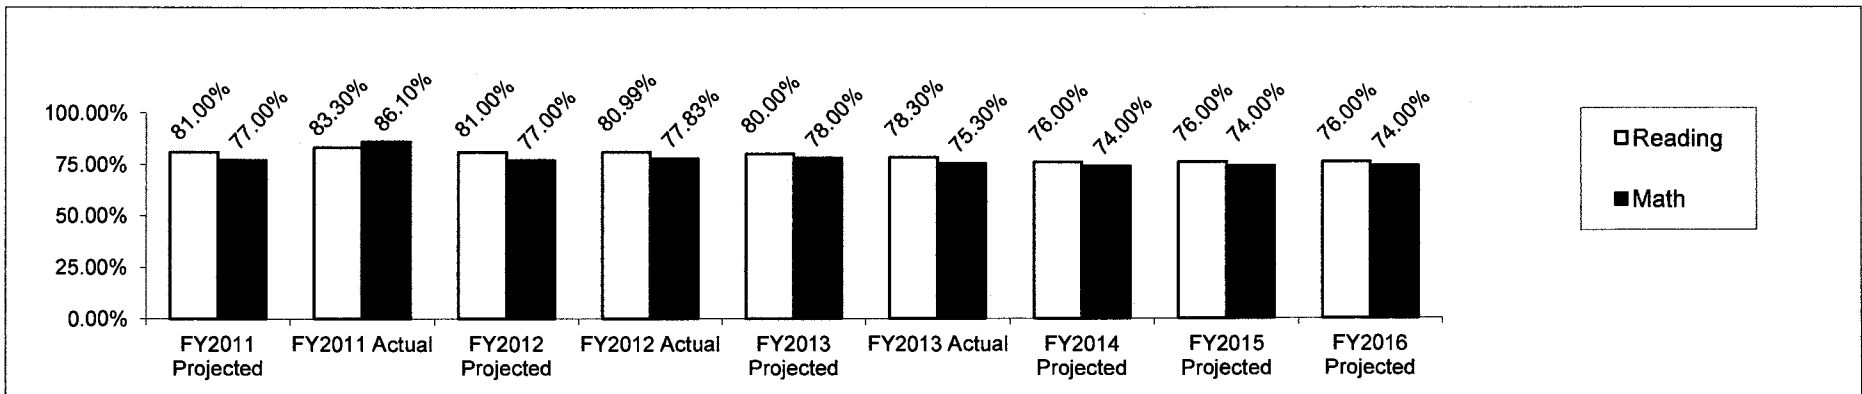 81.00%
77.00%
83.30%
86.10%
81.00%
77.00%
80.99%
77.83%
80.00%
78.00%
78.30%
75.30%
76.00%
74.00%
76.00%
74.00%
76.00%
74.00%
100.00%
75.00%
50.00%
25.00%
0.00%
FY2011
Projected
FY2011 Actual
FY2012
Projected
FY2012 Actual
FY2013
Projected
FY2013 Actual
FY2014
Projected
FY2015
Projected
FY2016
Projected
Reading
Math